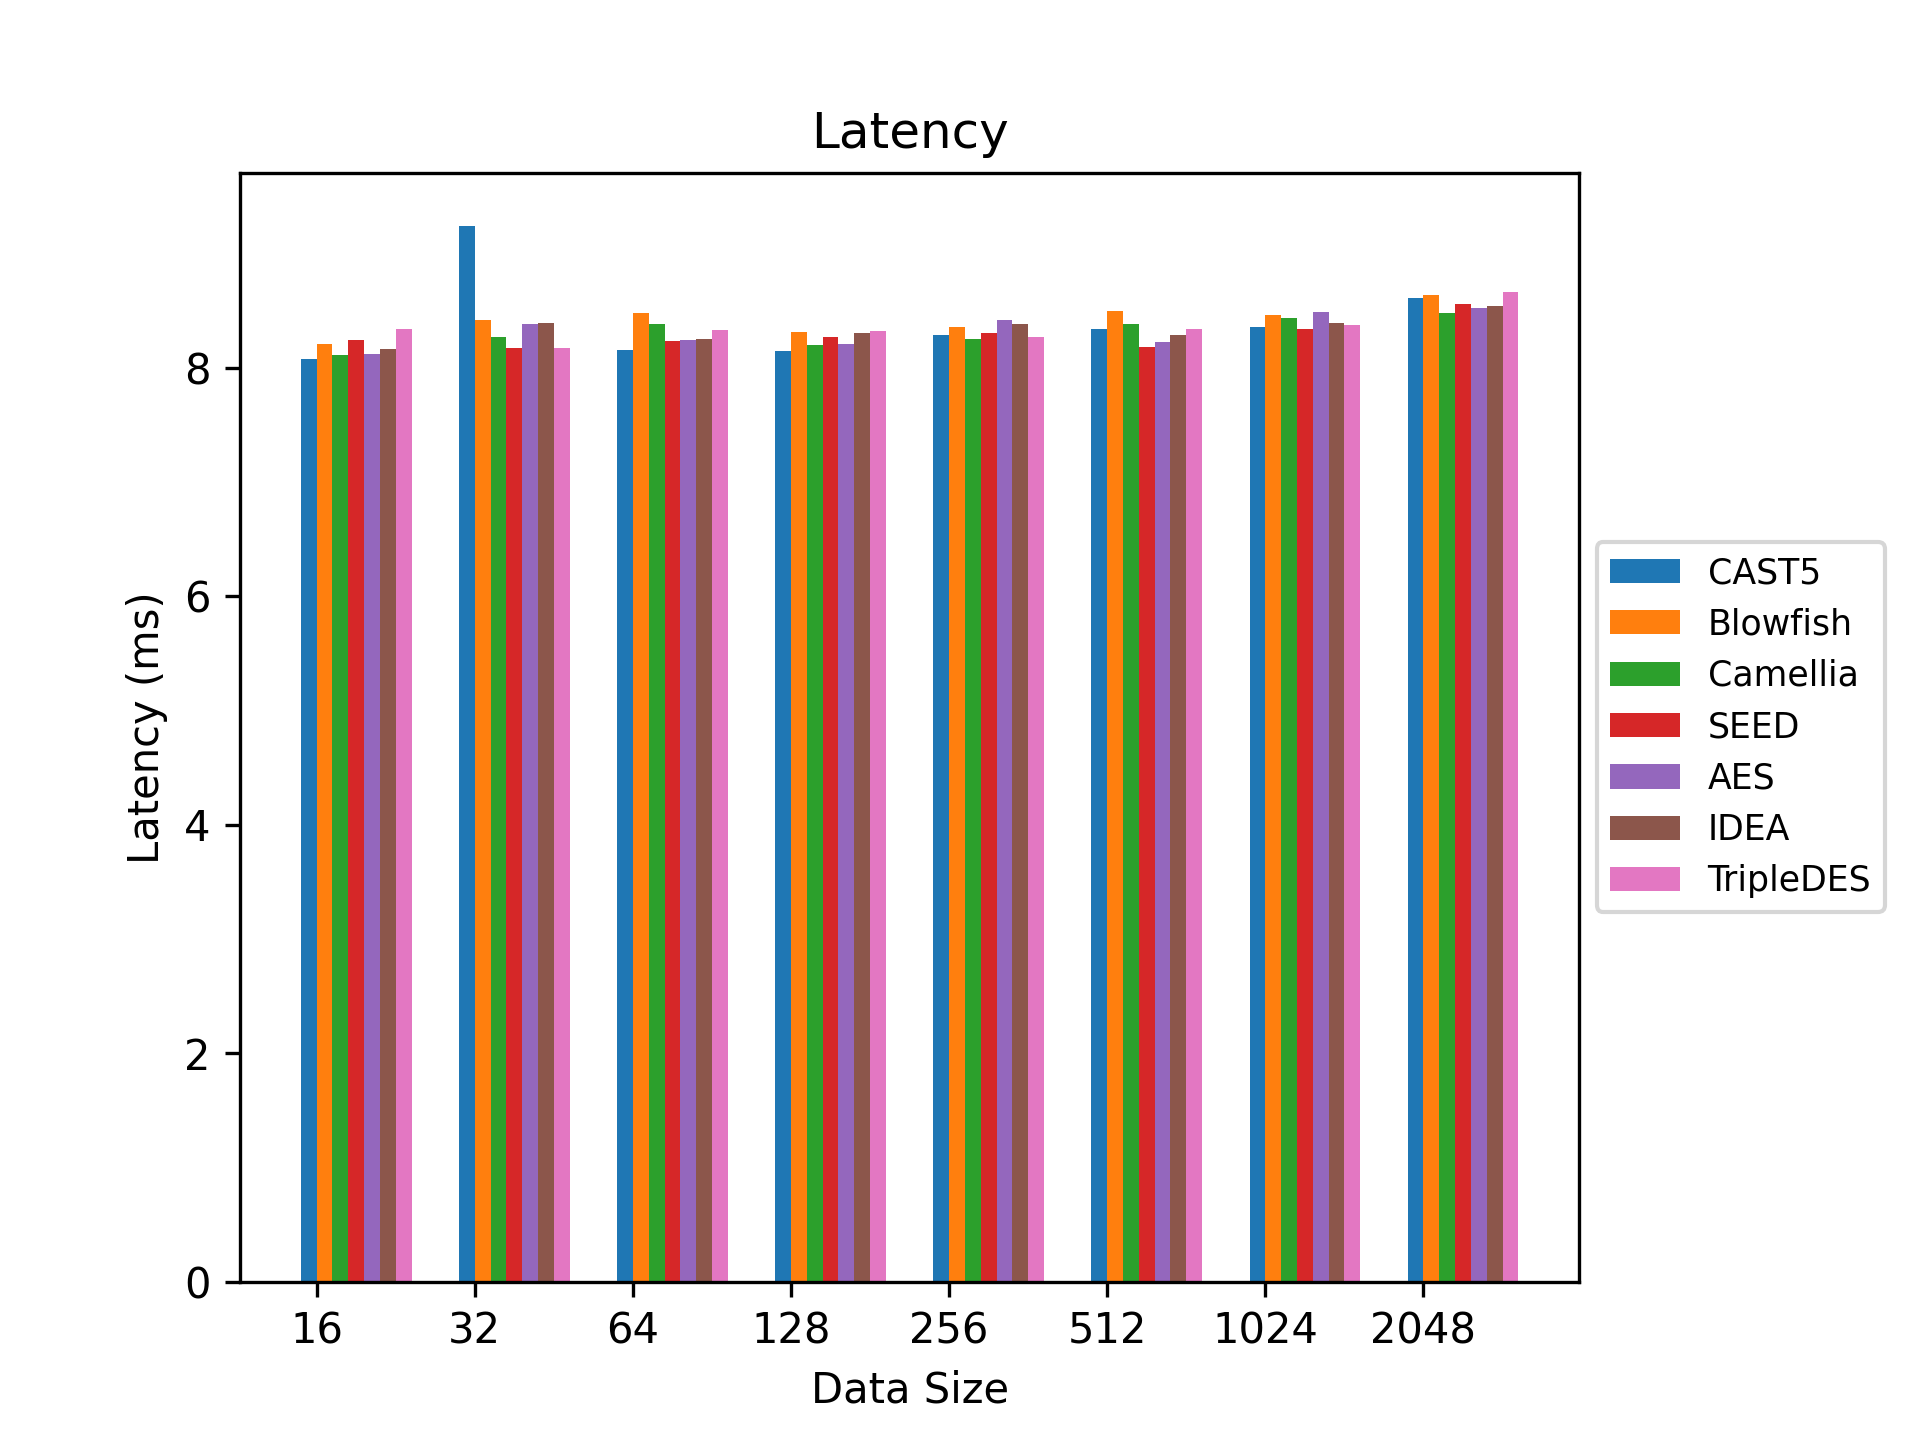 Latency
Latency (ms)
8
6
4
2
0
16 32 64 128 256 512 1024 2048
Data Size
CAST5
Blowfish
Camellia
SEED
AES
IDEA
TripleDES